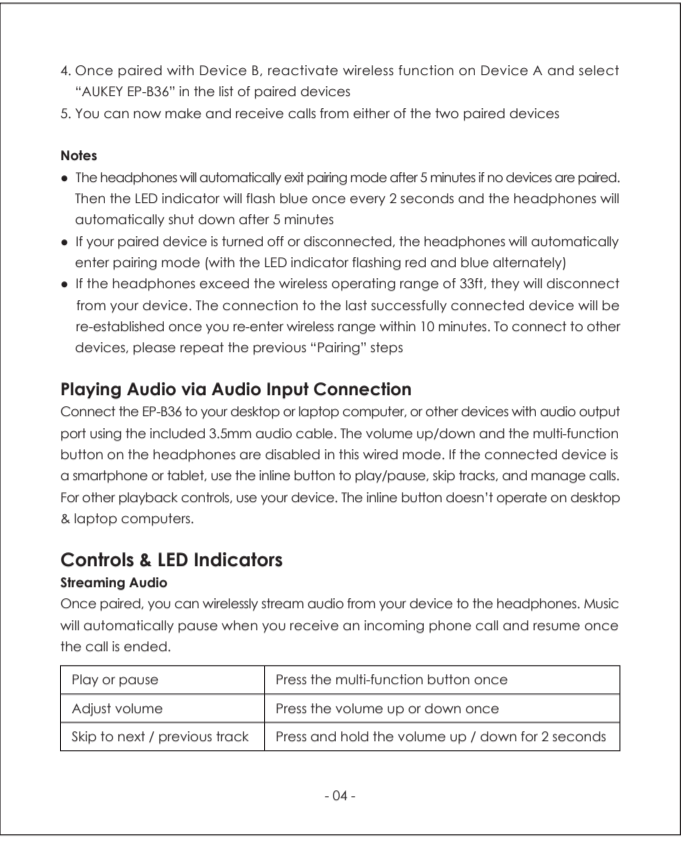 4. Once paired with Device B, reactivate wireless function on Device A and select
“AUKEY EP-B36” in the list of paired devices
5. You can now make and receive calls from either of the two paired devices
Notes
● The headphones will automatically exit pairing mode after 5 minutes if no devices are paired.
Then the LED indicator will flash blue once every 2 seconds and the headphones will
automatically shut down after 5 minutes
● If your paired device is turned off or disconnected, the headphones will automatically
enter pairing mode (with the LED indicator flashing red and blue alternately)
● If the headphones exceed the wireless operating range of 33ft, they will disconnect
from your device. The connection to the last successfully connected device will be
re-established once you re-enter wireless range within 10 minutes. To connect to other
devices, please repeat the previous “Pairing” steps
Playing Audio via Audio Input Connection
Connect the EP-B36 to your desktop or laptop computer, or other devices with audio output
port using the included 3.5mm audio cable. The volume up/down and the multi-function
button on the headphones are disabled in this wired mode. If the connected device is
a smartphone or tablet, use the inline button to play/pause, skip tracks, and manage calls.
For other playback controls, use your device. The inline button doesn’t operate on desktop
& laptop computers.
Controls & LED Indicators
Streaming Audio
Once paired, you can wirelessly stream audio from your device to the headphones. Music
will automatically pause when you receive an incoming phone call and resume once
the call is ended.
Play or pause Press the multi-function button once
Adjust volume Press the volume up or down once
Skip to next / previous track Press and hold the volume up / down for 2 seconds
- 04 -